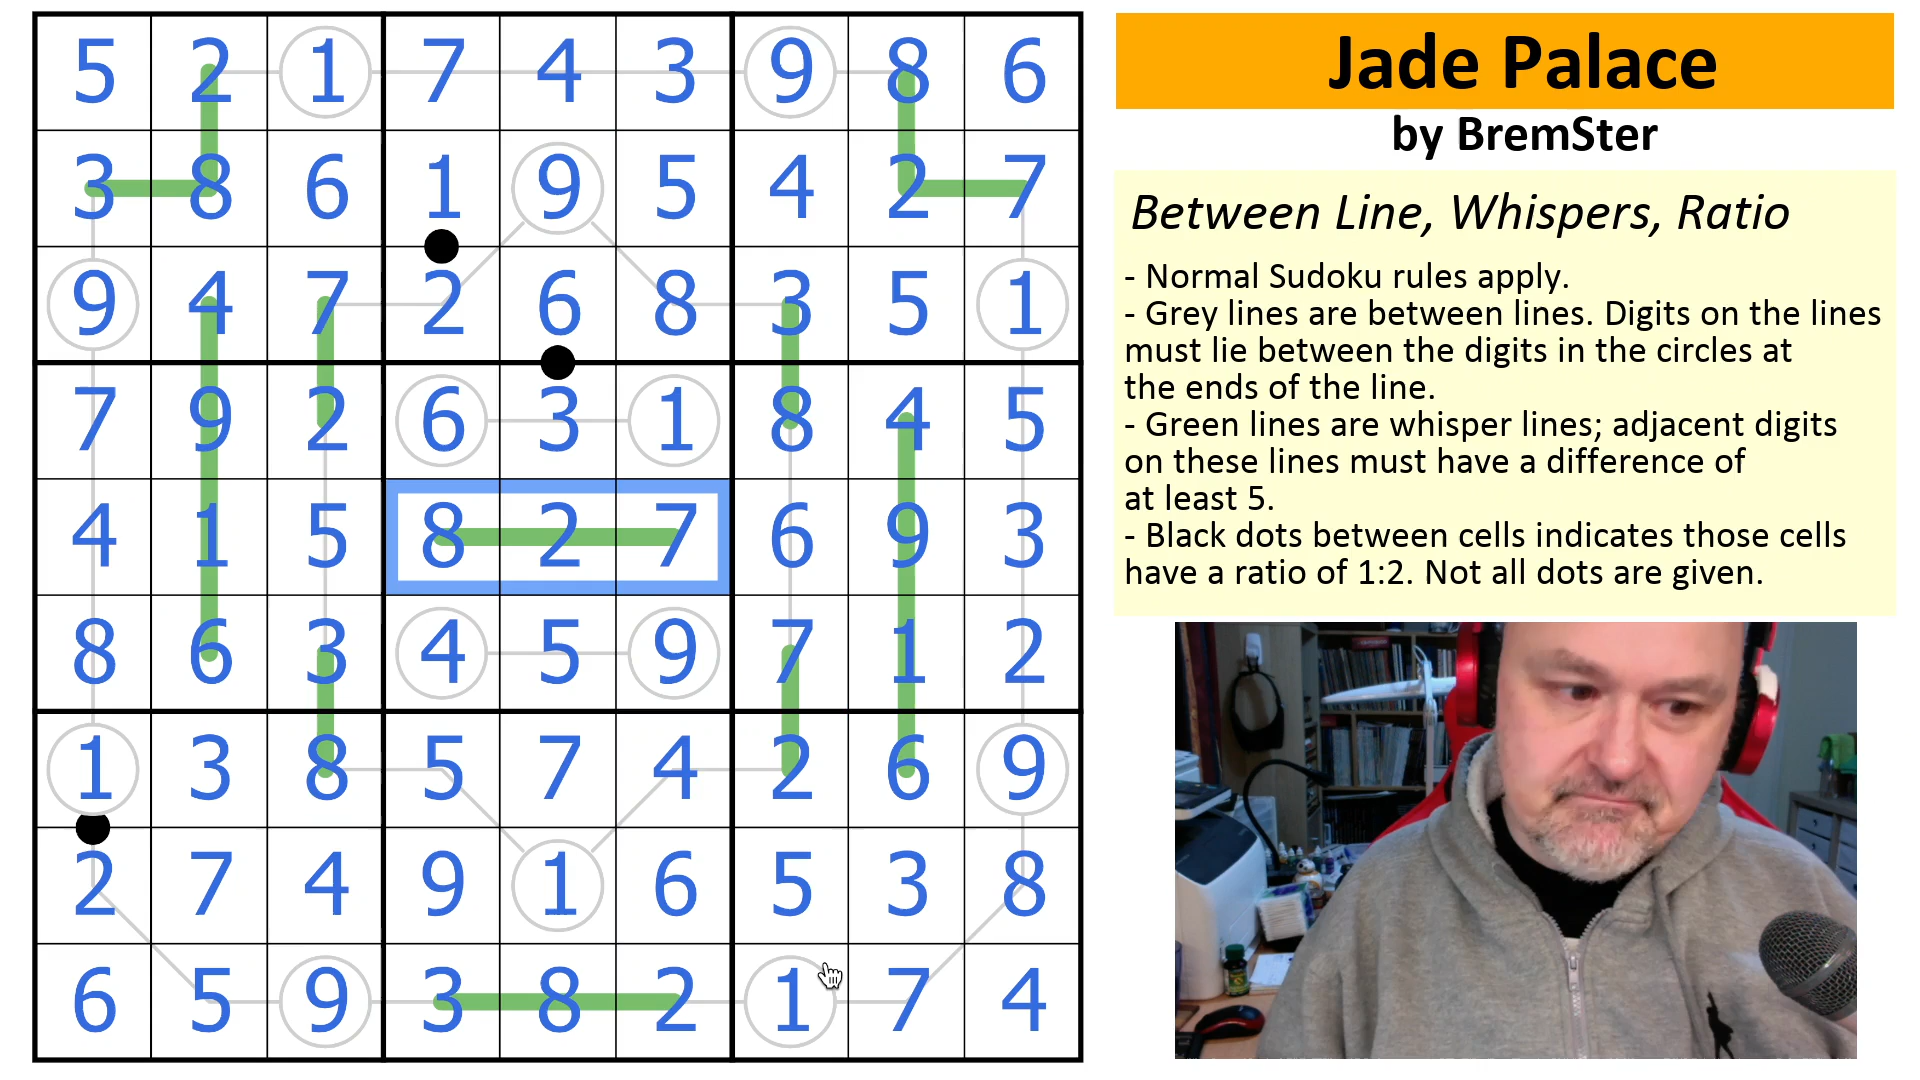 5 2 1 7 4 3 9 8 6
3 8 6 1 9 5 4 2 7
9 4 7 2 6 8 3 5 1
7 9 2 6 3 1 8 4 5
4 1 5 8 2 7 6 9 3
8 6 3 4 5 9 7 1 2
1 3 8 5 7 4 2 6 9
2 7 4 9 1 6 5 3 8
6 5 9 3 8 2 1 7 4
Jade Palace
by BremSter
Between Line, Whispers, Ratio
- Normal Sudoku rules apply.
- Grey lines are between lines. Digits on the lines
must lie between the digits in the circles at
the ends of the line.
- Green lines are whisper lines; adjacent digits
on these lines must have a difference of
at least 5.
- Black dots between cells indicates those cells
have a ratio of 1:2. Not all dots are given.